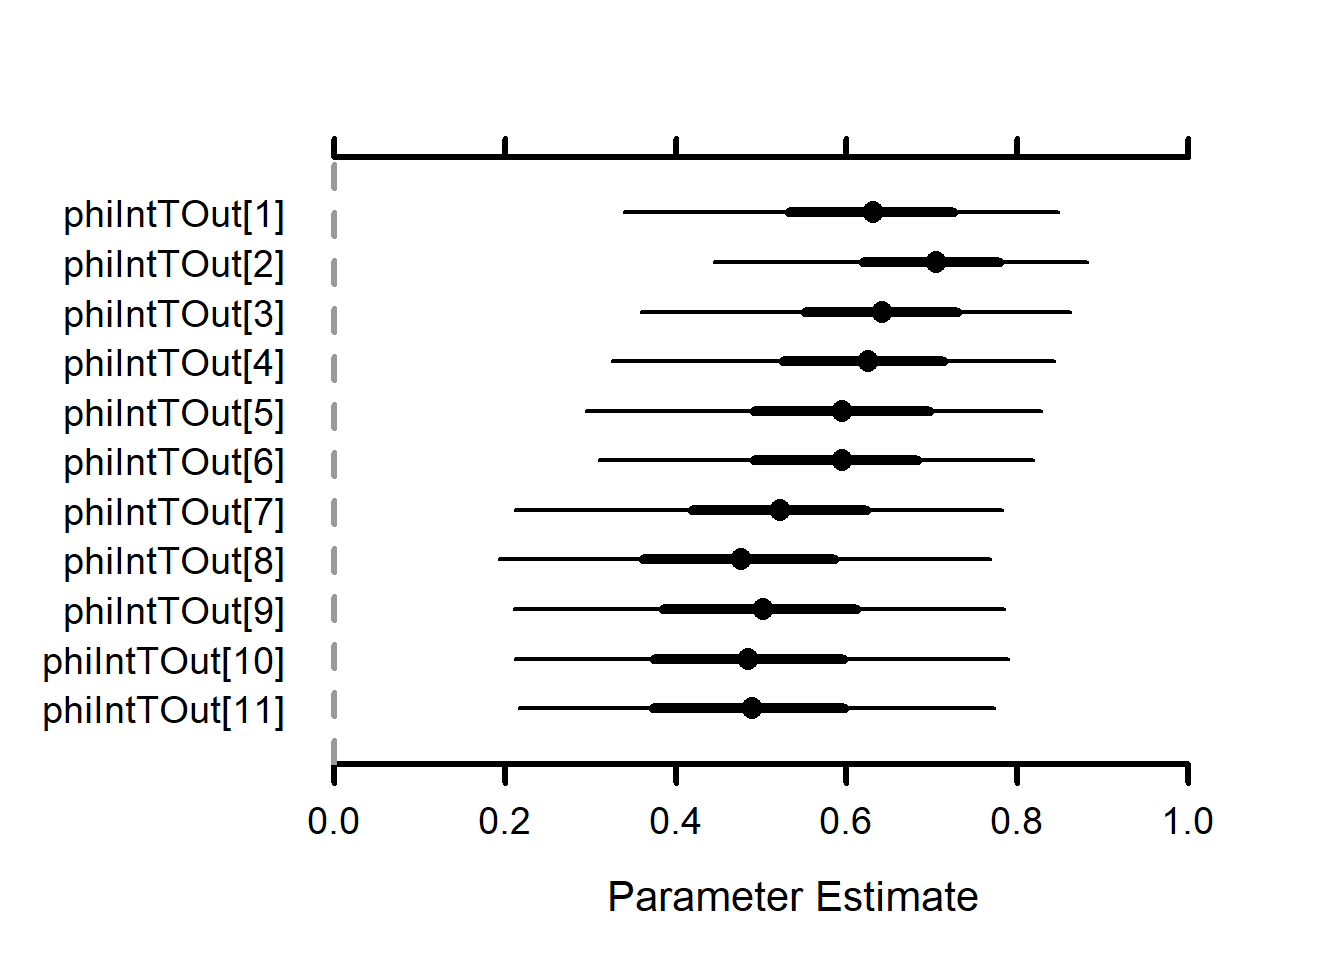 phiIntTOut[1]
phiIntTOut[2]
phiIntTOut[3]
phiIntTOut[4]
phiIntTOut[5]
phiIntTOut[6]
phiIntTOut[7]
phiIntTOut[8]
phiIntTOut[9]
phiIntTOut[10]
phiIntTOut[11]
0.0 0.2 0.4 0.6 0.8 1.0
Parameter Estimate